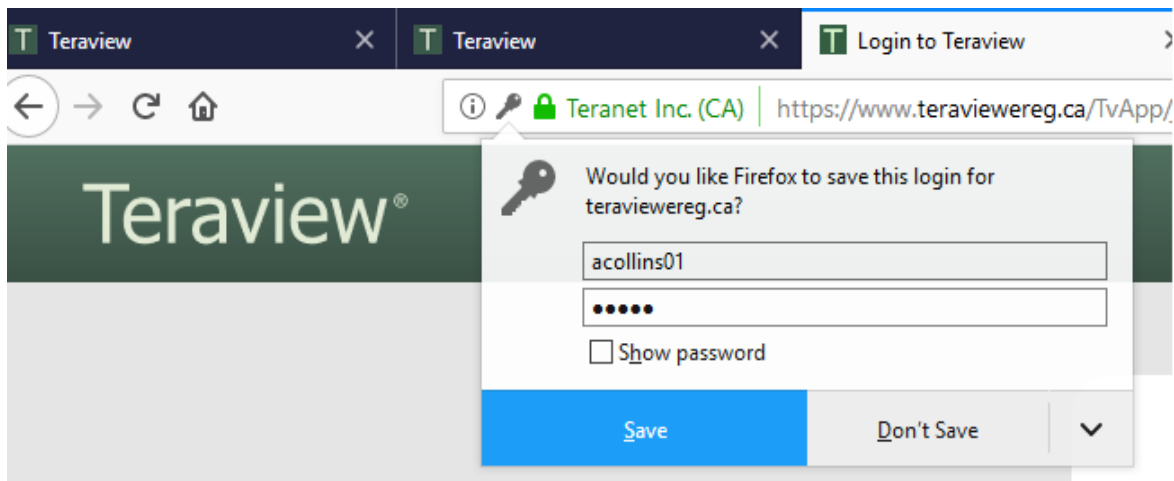 T Teraview
T Teraview
T Login to Teraview
Teranet Inc. (CA) https://www.teraviewereg.ca/TvApp/
Teraview®
Would you like Firefox to save this login for
teraviewereg.ca?
acollins01
•••••
Show password
Save
Don't Save